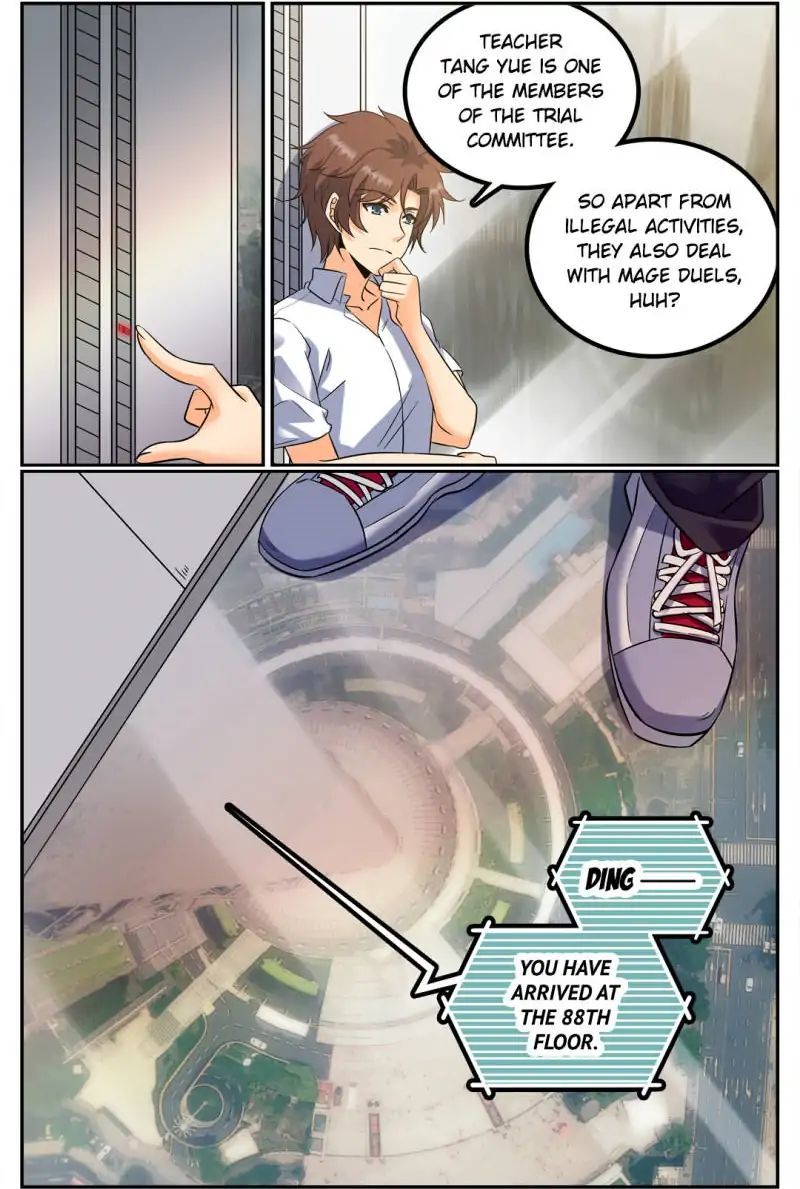 TEACHER
TANG YUE IS ONE
OF THE MEMBERS
OF THE TRIAL
COMMITTEE.
SO APART FROM
ILLEGAL ACTIVITIES,
THEY ALSO DEAL
WITH MAGE DUELS,
HUH?
DING ——
YOU HAVE
ARRIVED AT
THE 88TH
FLOOR.